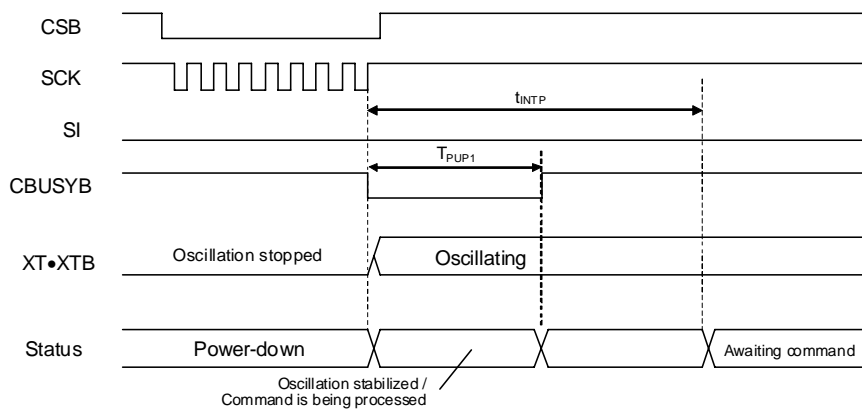 CSB
SCK
tINTP
SI
TPUP1
CBUSYB
XT•XTB
Oscillation stopped
Oscillating
Status
Power-down
Awaiting command
Oscillation stabilized /
Command is being processed